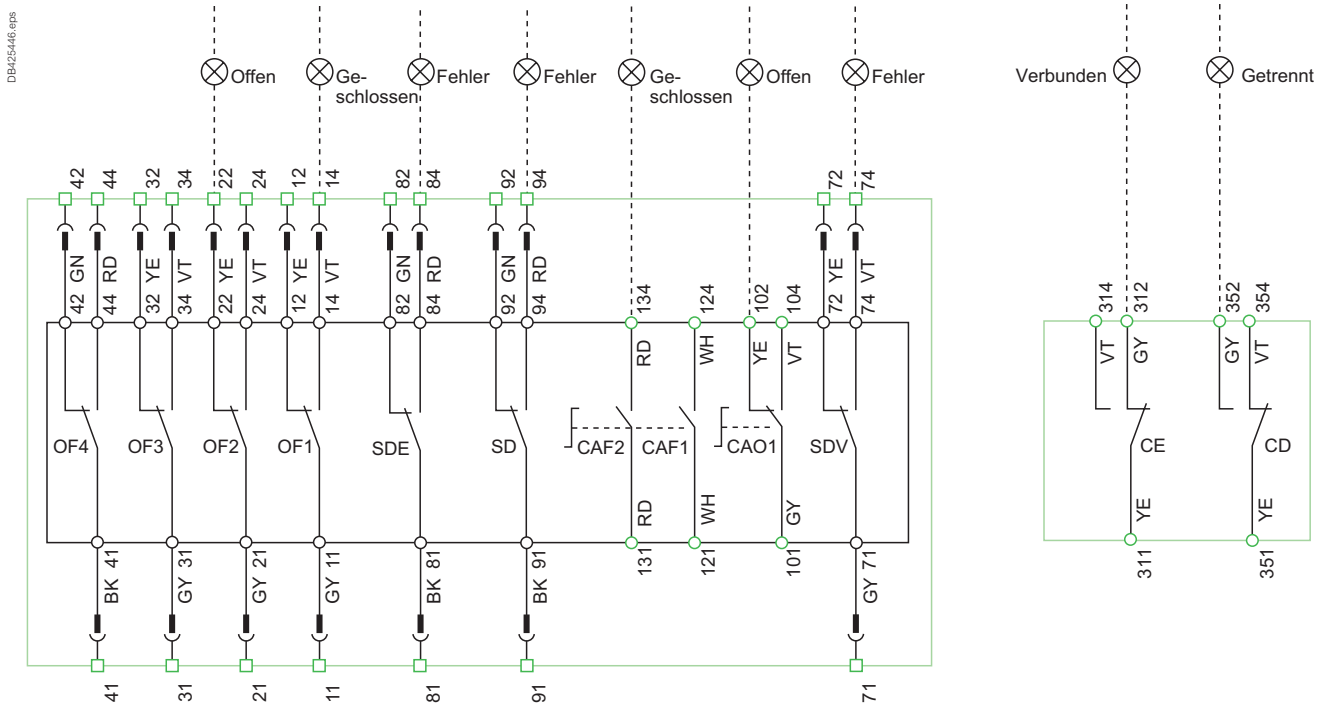 DB425446.eps
Offen
Ge-
schlossen
Fehler
Fehler
Ge-
schlossen
Offen
Fehler
Verbunden
Getrennt
42 44 32 34 22 24 12 14 82 84 92 94 72 74
GN RD YE VT YE VT YE VT GN RD GN RD YE VT
42 44 32 34 22 24 12 14 82 84 92 94 134 124 102 104 72 74
RD WH YE VT
OF4 OF3 OF2 OF1 SDE SD CAF2 CAF1 CAO1 SDV
RD WH GY
BK 41 GY 31 GY 21 GY 11 BK 81 BK 91 131 121 101 GY 71
41 31 21 11 81 91 71
314 312 352 354
VT GY GY VT
CE CD
YE YE
311 351